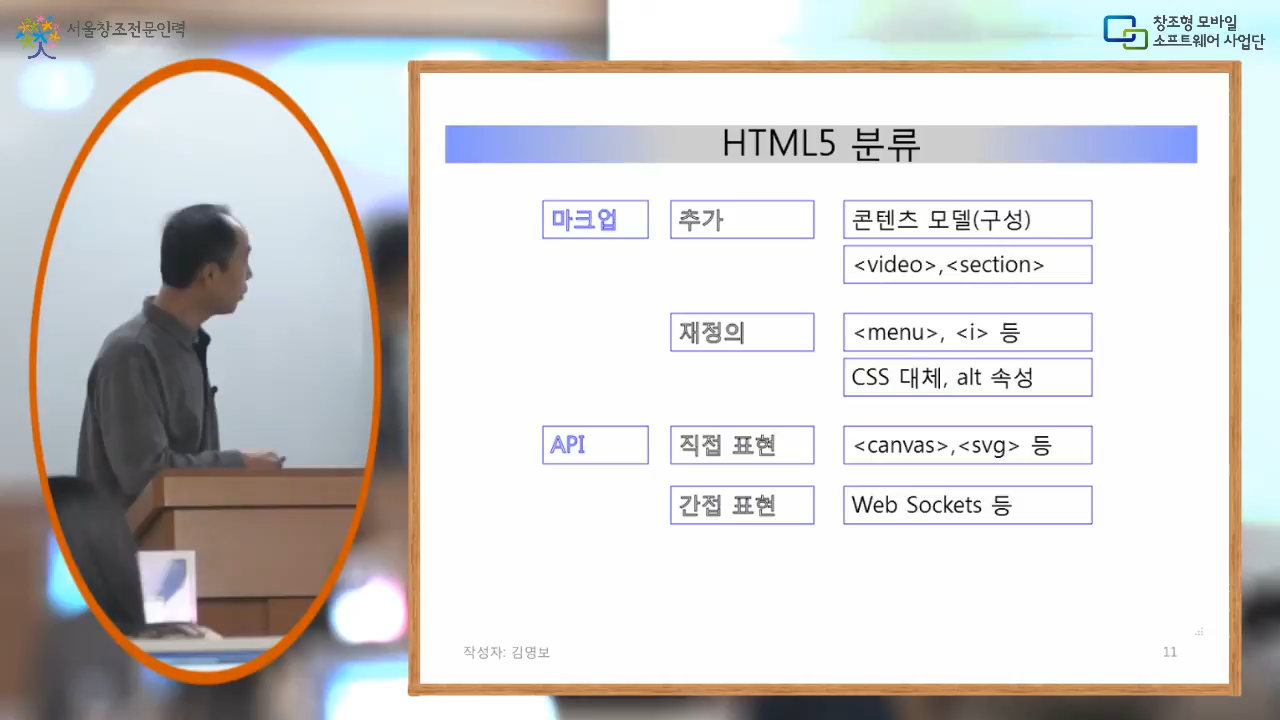 서울창조전문인력
창조형 모바일
소프트웨어 사업단
HTML5 분류
마크업 추가 콘텐츠 모델(구성)
<video>,<section>
재정의 <menu>, <i> 등
CSS 대체, alt 속성
API 직접 표현 <canvas>,<svg> 등
간접 표현 Web Sockets 등
작성자: 김영보 11